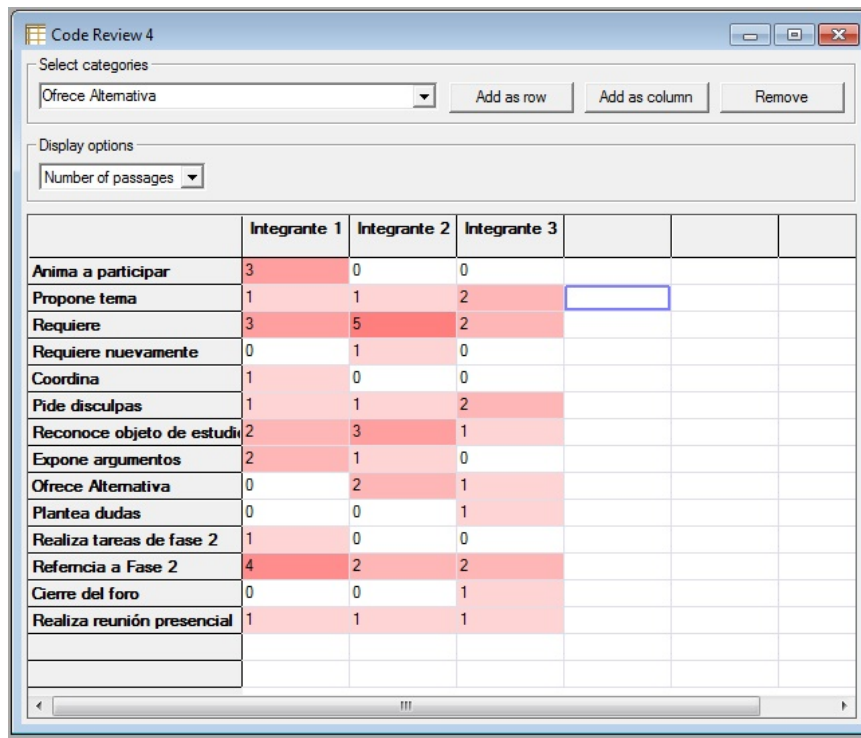 Code Review 4
Select categories
Ofrece Alternativa Add as row Add as column Remove
Display options
Number of passages
Integrante 1 Integrante 2 Integrante 3
Anima a participar 3 0 0
Propone tema 1 1 2
Requiere 3 5 2
Requiere nuevamente 0 1 0
Coordina 1 0 0
Pide disculpas 1 1 2
Reconoce objeto de estudi 2 3 1
Expone argumentos 2 1 0
Ofrece Alternativa 0 2 1
Plantea dudas 0 0 1
Realiza tareas de fase 2 1 0 0
Referncia a Fase 2 4 2 2
Cierre del foro 0 0 1
Realiza reunión presencial 1 1 1